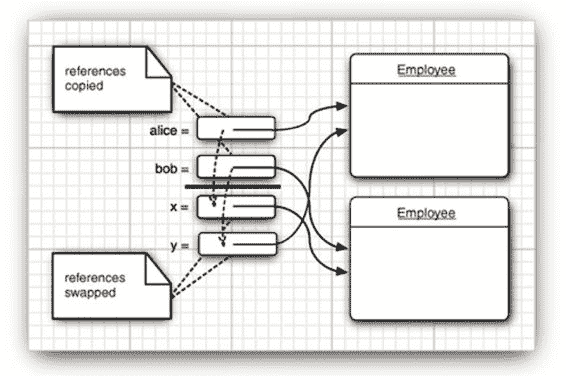 references
copied
Employee
alice =
bob =
x =
y =
Employee
references
swapped